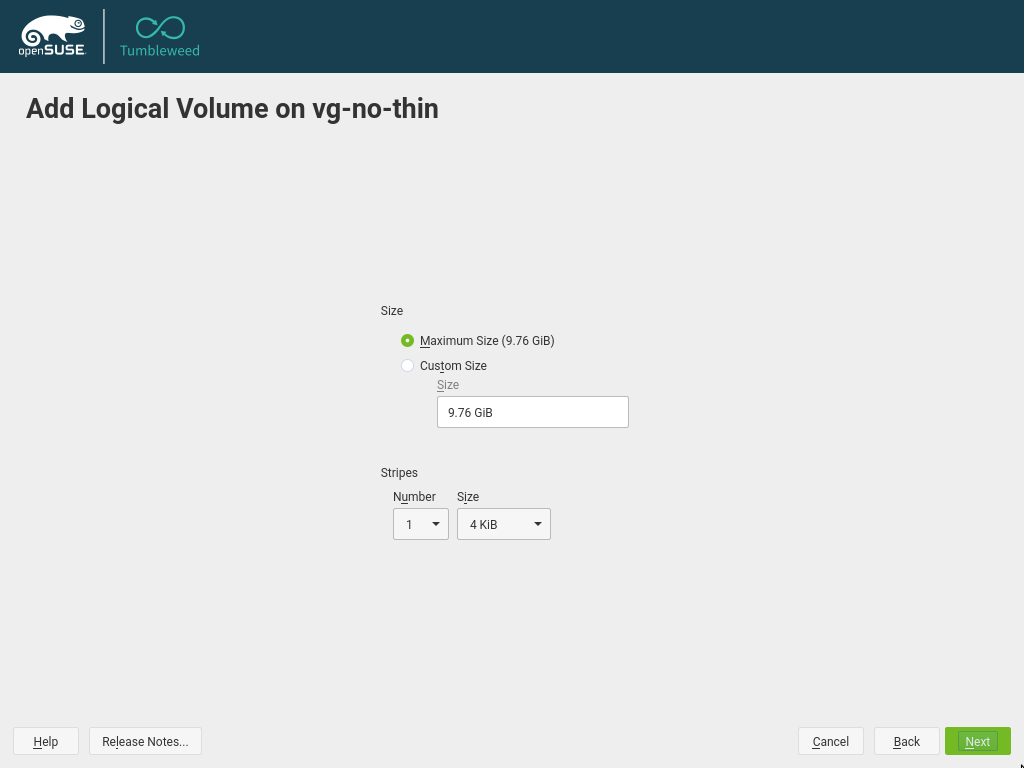 openSUSE
Tumbleweed
Add Logical Volume on vg-no-thin
Size
Maximum Size (9.76 GiB)
Custom Size
Size
9.76 GiB
Stripes
Number Size
1 4 KiB
Help Release Notes... Cancel Back Next